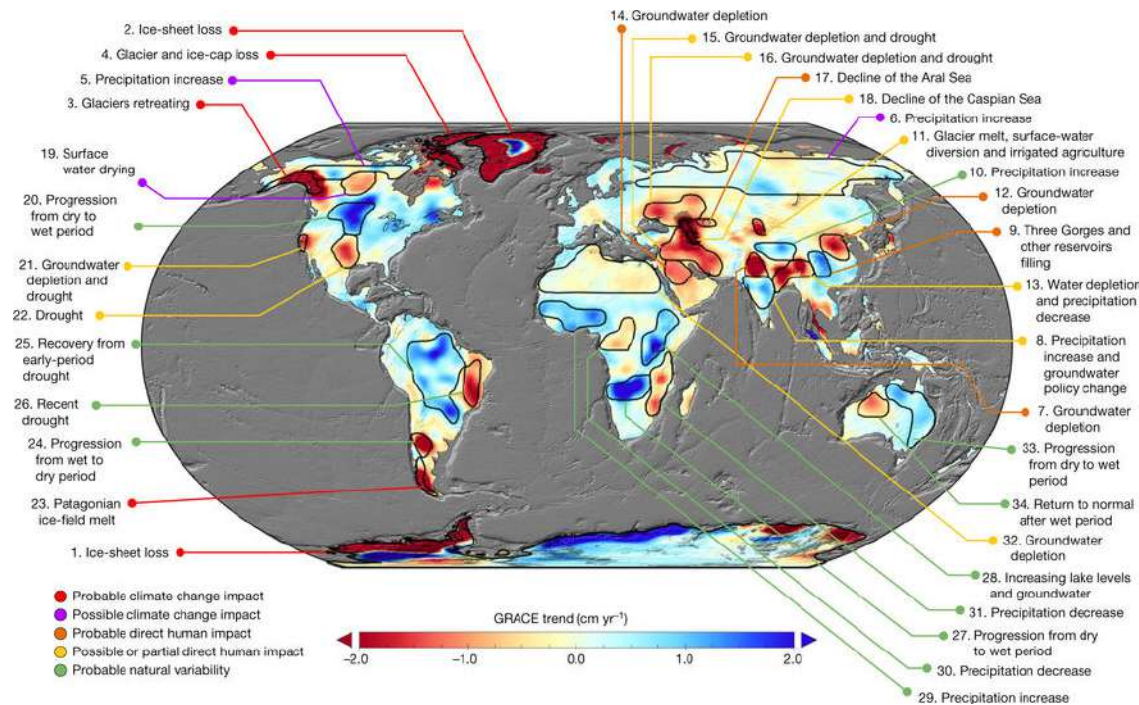 2. Ice-sheet loss
4. Glacier and ice-cap loss
5. Precipitation increase
3. Glaciers retreating
19. Surface
water drying
20. Progression
from dry to
wet period
21. Groundwater
depletion and
drought
22. Drought
25. Recovery from
early-period
drought
26. Recent
drought
24. Progression
from wet to
dry period
23. Patagonian
ice-field melt
1. Ice-sheet loss
14. Groundwater depletion
15. Groundwater depletion and drought
16. Groundwater depletion and drought
17. Decline of the Aral Sea
18. Decline of the Caspian Sea
6. Precipitation increase
11. Glacier melt, surface-water
diversion and irrigated agriculture
10. Precipitation increase
12. Groundwater
depletion
9. Three Gorges and
other reservoirs
filling
13. Water depletion
and precipitation
decrease
8. Precipitation
increase and
groundwater
policy change
7. Groundwater
depletion
33. Progression
from dry to wet
period
34. Return to normal
after wet period
32. Groundwater
depletion
28. Increasing lake levels
and groundwater
31. Precipitation decrease
27. Progression from dry
to wet period
30. Precipitation decrease
29. Precipitation increase
Probable climate change impact
Possible climate change impact
Probable direct human impact
Possible or partial direct human impact
Probable natural variability
GRACE trend (cm yr⁻¹)
−2.0 −1.0 0.0 1.0 2.0